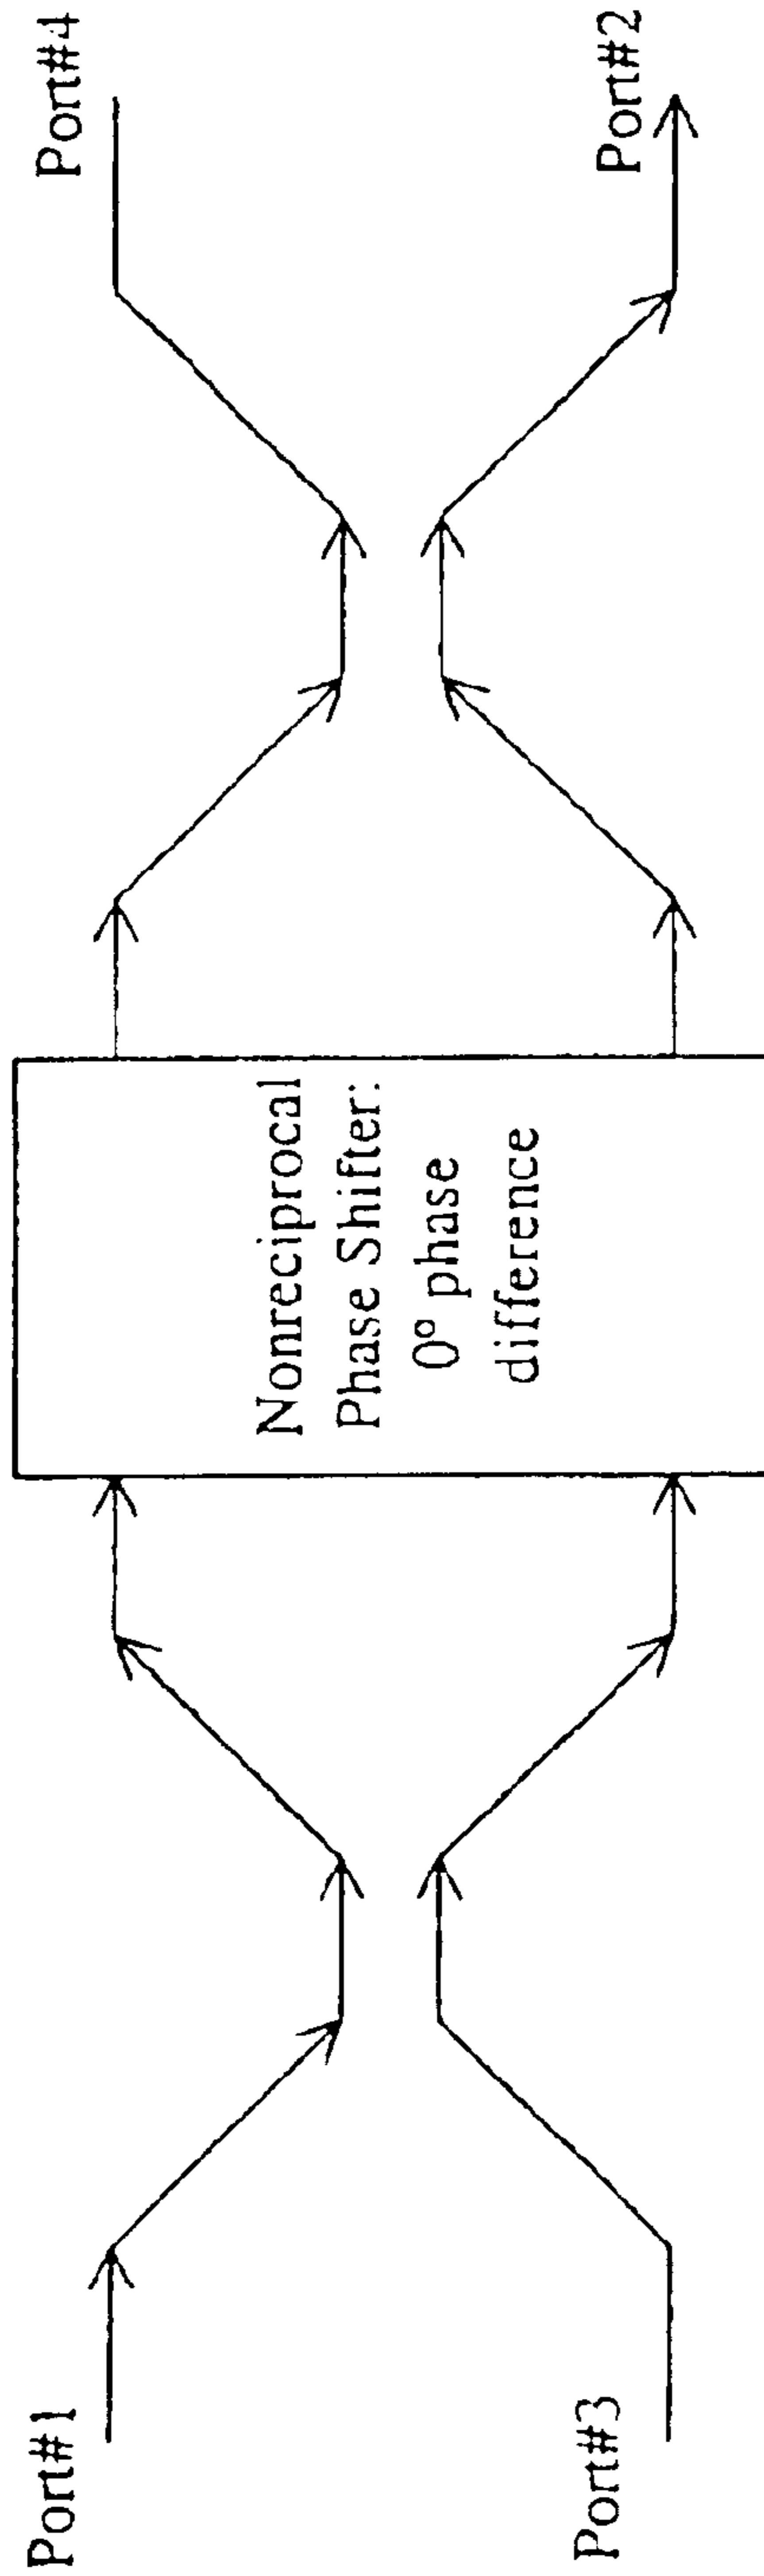 Port#1
Port#3
Nonreciprocal
Phase Shifter:
0° phase
difference
Port#4
Port#2